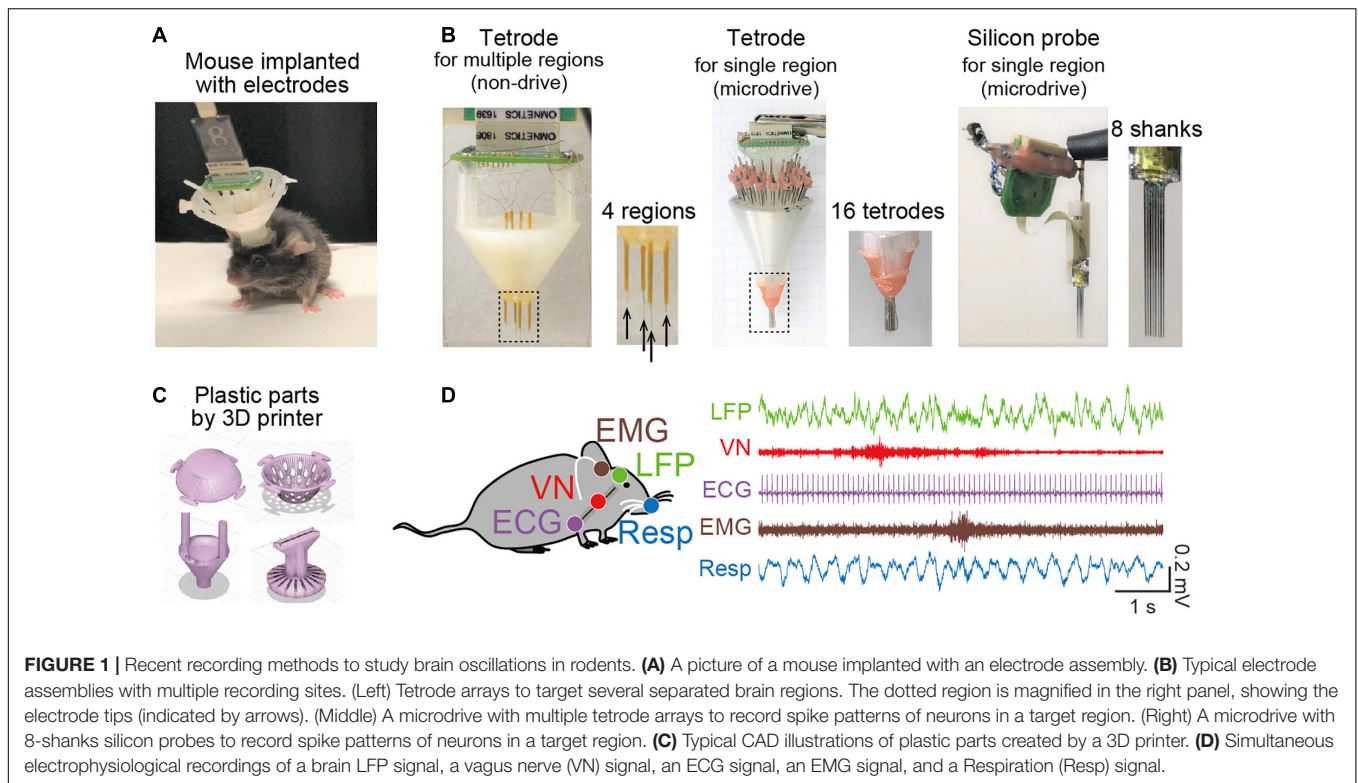 A
Mouse implanted
with electrodes
B
Tetrode
for multiple regions
(non-drive)
OMNETICS 1639
OMNETICS 1806
4 regions
Tetrode
for single region
(microdrive)
16 tetrodes
Silicon probe
for single region
(microdrive)
8 shanks
C
Plastic parts
by 3D printer
D
EMG
LFP
VN
ECG
Resp
LFP
VN
ECG
EMG
Resp
0.2 mV
1 s
FIGURE 1 | Recent recording methods to study brain oscillations in rodents. (A) A picture of a mouse implanted with an electrode assembly. (B) Typical electrode
assemblies with multiple recording sites. (Left) Tetrode arrays to target several separated brain regions. The dotted region is magnified in the right panel, showing the
electrode tips (indicated by arrows). (Middle) A microdrive with multiple tetrode arrays to record spike patterns of neurons in a target region. (Right) A microdrive with
8-shanks silicon probes to record spike patterns of neurons in a target region. (C) Typical CAD illustrations of plastic parts created by a 3D printer. (D) Simultaneous
electrophysiological recordings of a brain LFP signal, a vagus nerve (VN) signal, an ECG signal, an EMG signal, and a Respiration (Resp) signal.